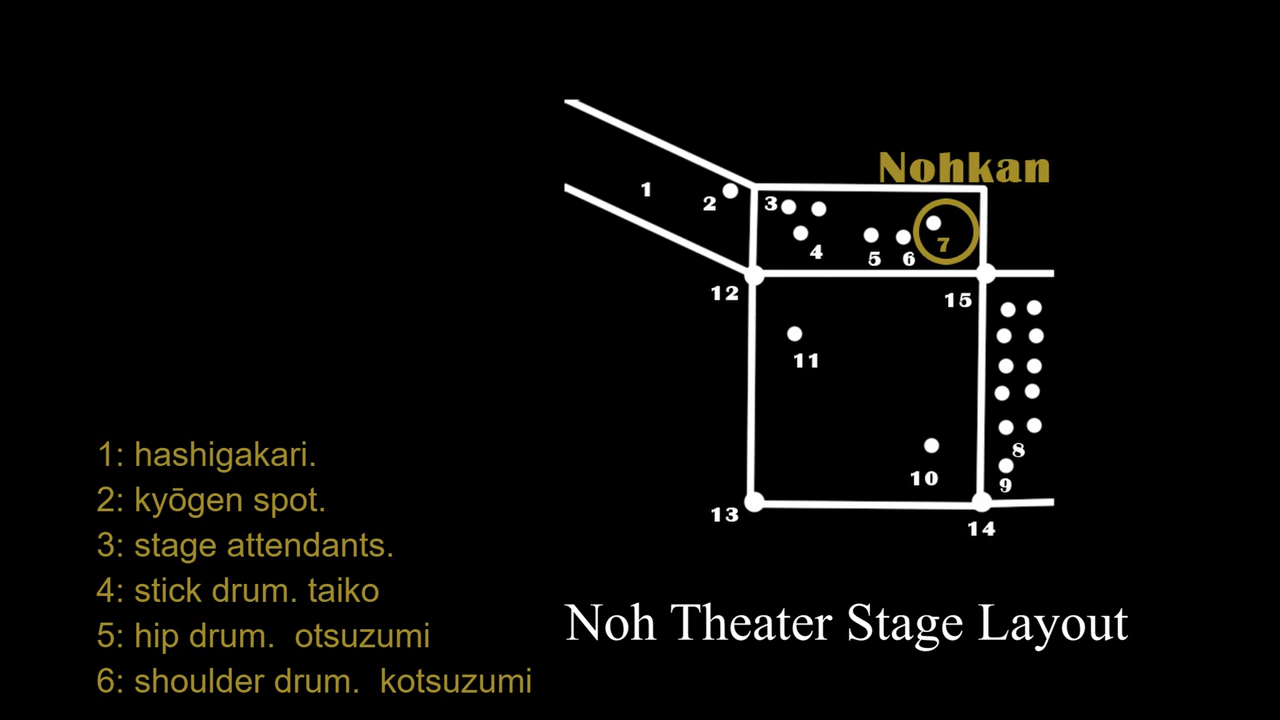 Nohkan
1
2
3
4
5
6
7
12
15
11
8
10
9
13
14
1: hashigakari.
2: kyōgen spot.
3: stage attendants.
4: stick drum. taiko
5: hip drum.  otsuzumi
6: shoulder drum.  kotsuzumi
Noh Theater Stage Layout